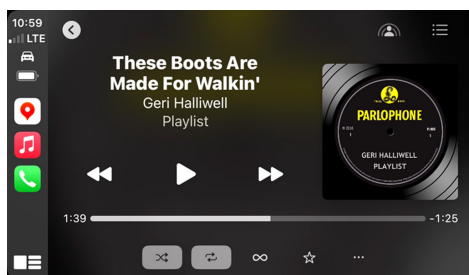 10:59
LTE
These Boots Are
Made For Walkin'
Geri Halliwell
Playlist
PARLOPHONE
GERI HALLIWELL
PLAYLIST
1:39
-1:25